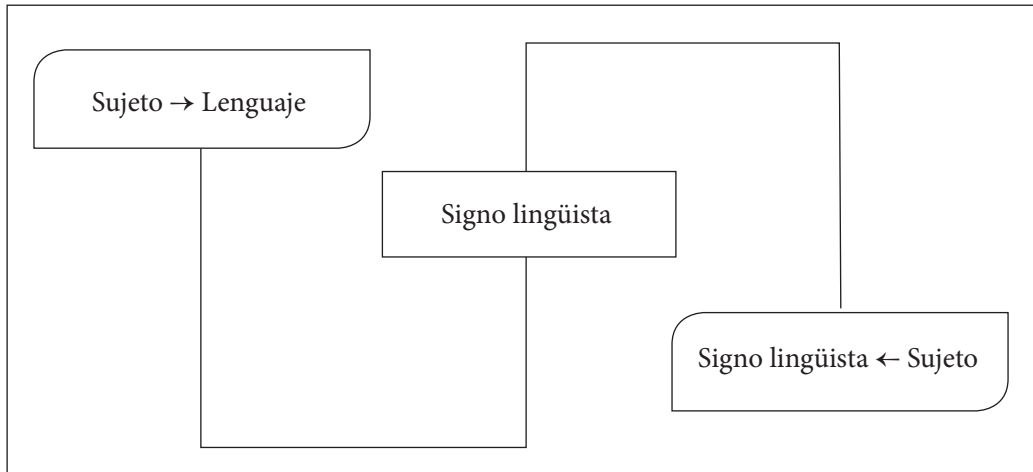 Sujeto → Lenguaje
Signo lingüista
Signo lingüista ← Sujeto